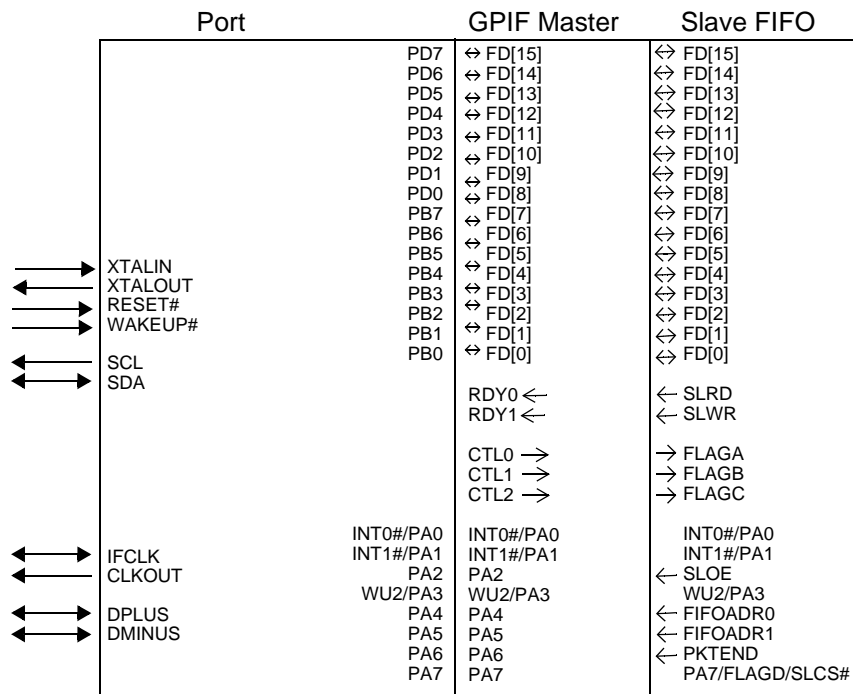 Port GPIF Master Slave FIFO
PD7 FD[15] FD[15]
PD6 FD[14] FD[14]
PD5 FD[13] FD[13]
PD4 FD[12] FD[12]
PD3 FD[11] FD[11]
PD2 FD[10] FD[10]
PD1 FD[9] FD[9]
PD0 FD[8] FD[8]
PB7 FD[7] FD[7]
PB6 FD[6] FD[6]
PB5 FD[5] FD[5]
XTALIN PB4 FD[4] FD[4]
XTALOUT PB3 FD[3] FD[3]
RESET# PB2 FD[2] FD[2]
WAKEUP# PB1 FD[1] FD[1]
SCL PB0 FD[0] FD[0]
SDA
RDY0 SLRD
RDY1 SLWR
CTL0 FLAGA
CTL1 FLAGB
CTL2 FLAGC
INT0#/PA0 INT0#/PA0 INT0#/PA0
IFCLK INT1#/PA1 INT1#/PA1 INT1#/PA1
CLKOUT PA2 PA2 SLOE
WU2/PA3 WU2/PA3 WU2/PA3
DPLUS PA4 PA4 FIFOADR0
DMINUS PA5 PA5 FIFOADR1
PA6 PA6 PKTEND
PA7 PA7 PA7/FLAGD/SLCS#